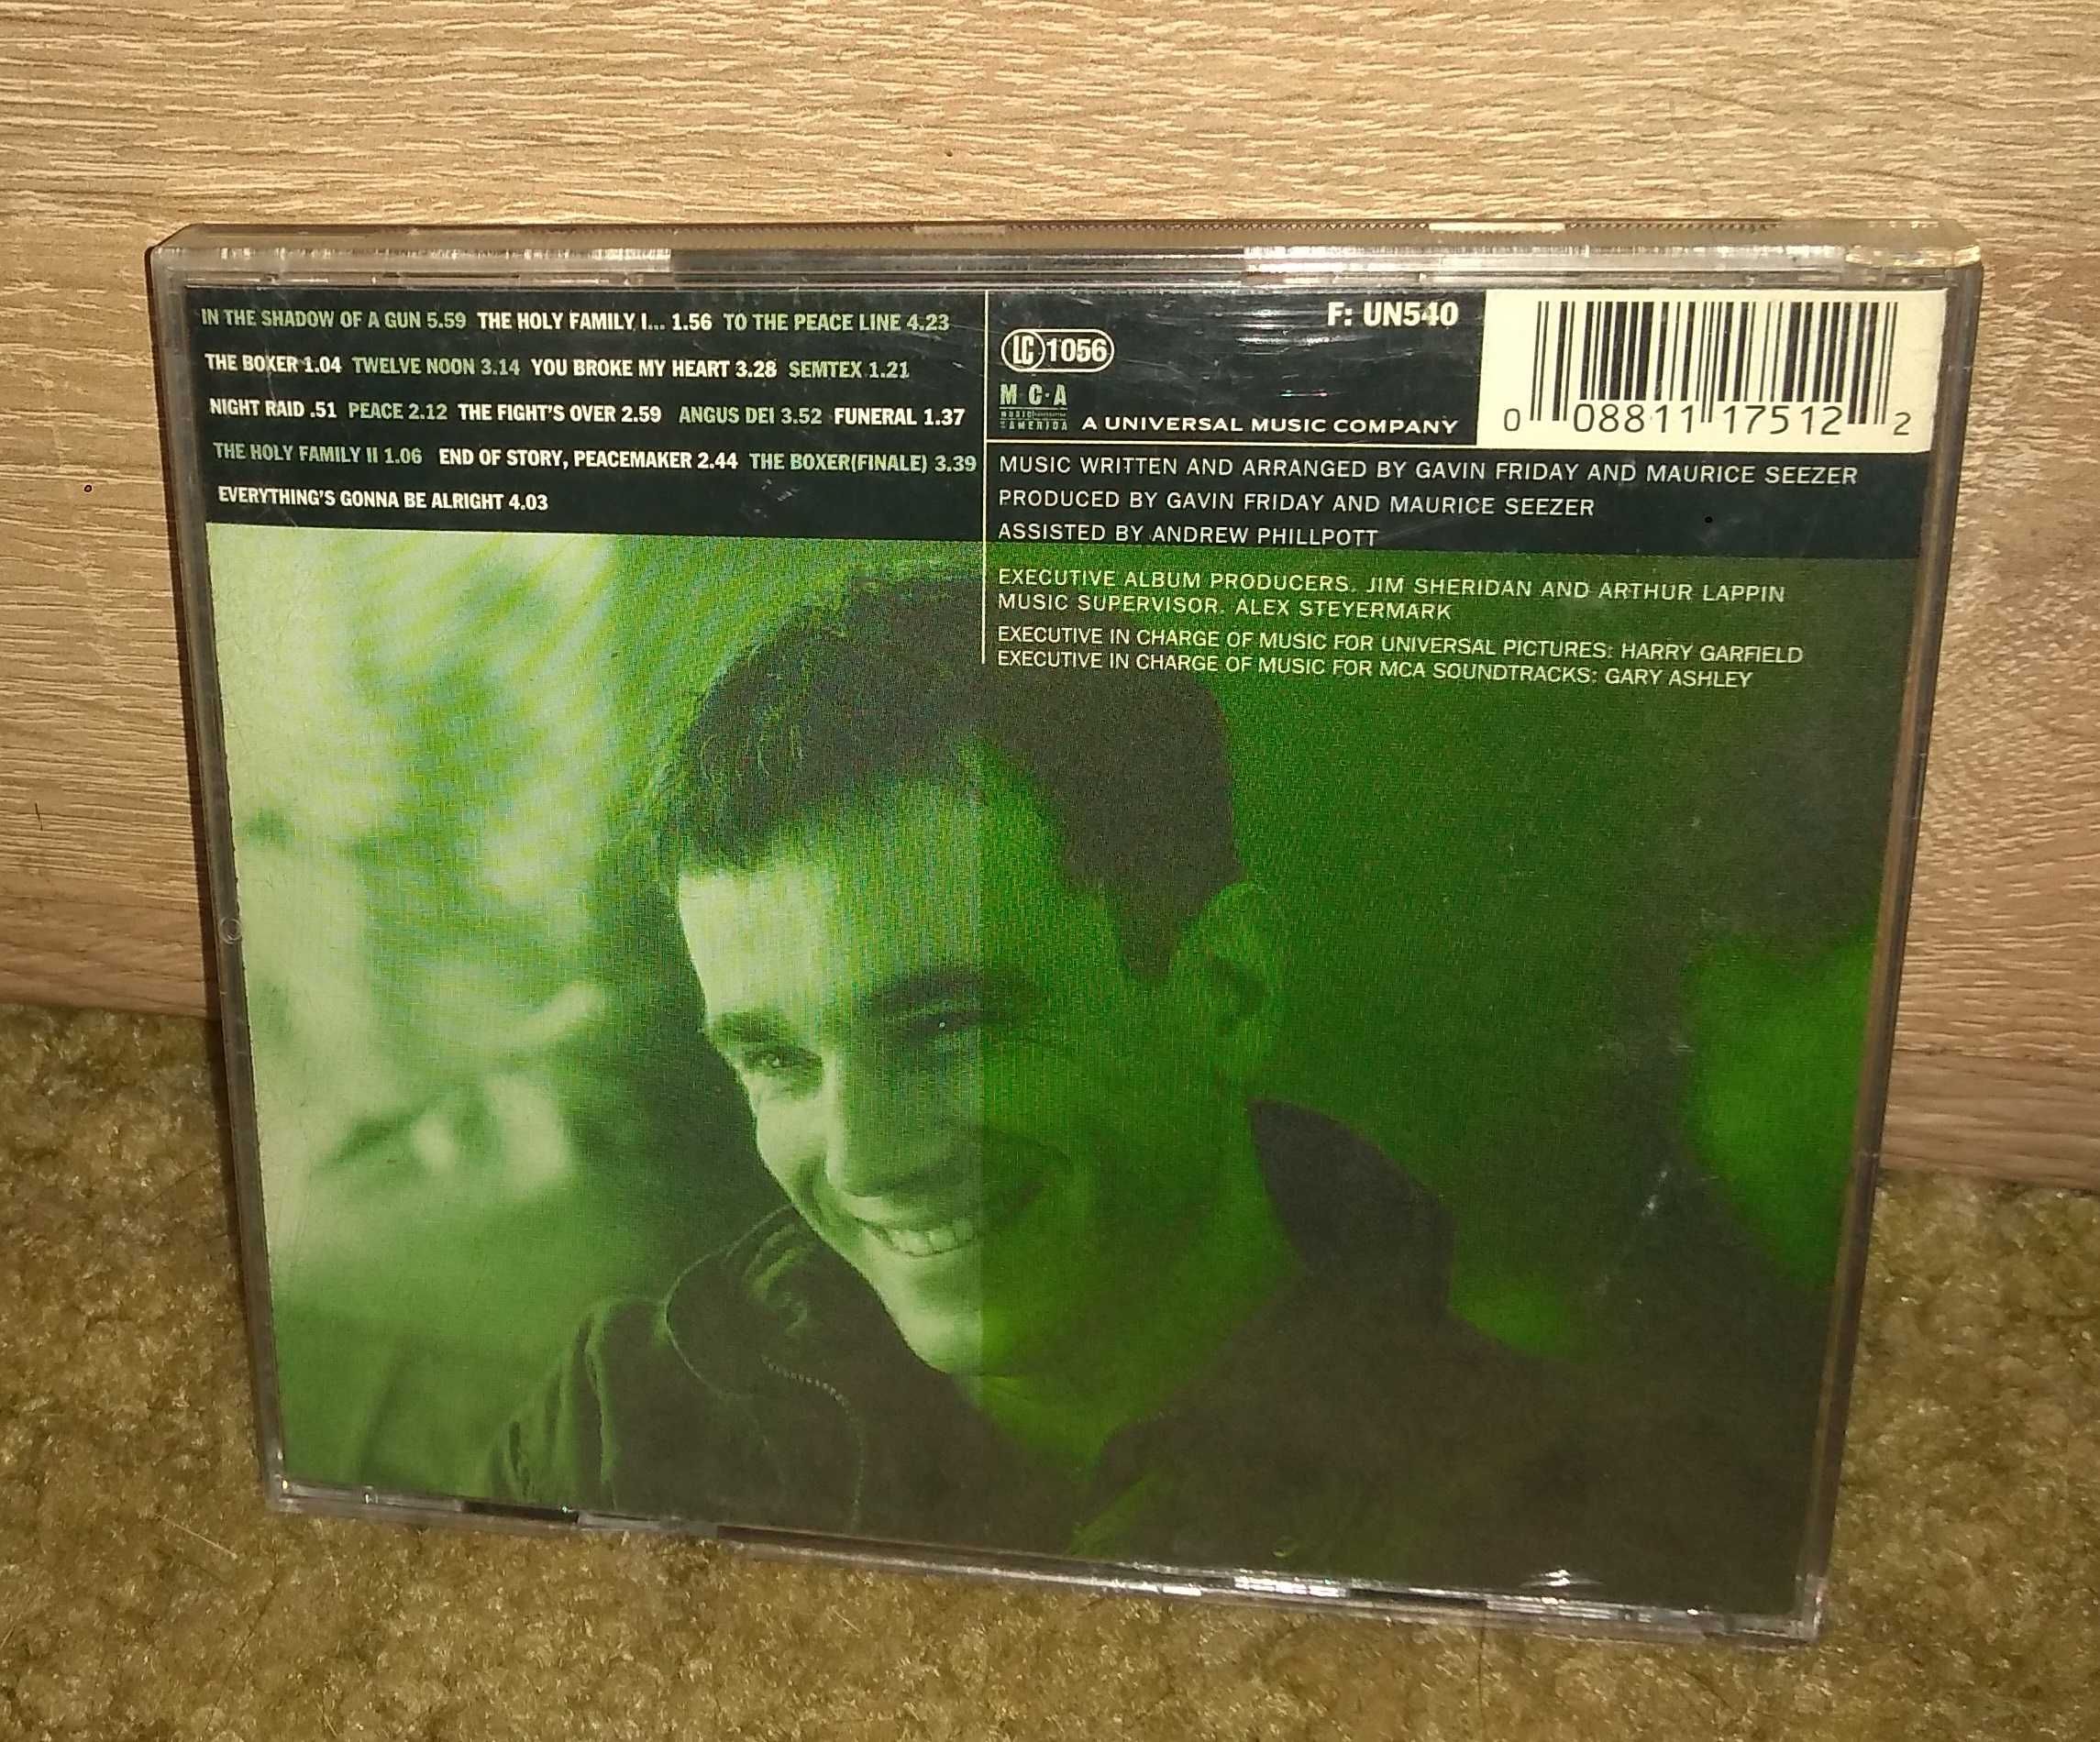 IN THE SHADOW OF A GUN 5.59 THE HOLY FAMILY I... 1.56 TO THE PEACE LINE 4.23
THE BOXER 1.04 TWELVE NOON 3.14 YOU BROKE MY HEART 3.28 SEMTEX 1.21
NIGHT RAID .51 PEACE 2.12 THE FIGHT'S OVER 2.59 ANGUS DEI 3.52 FUNERAL 1.37
THE HOLY FAMILY II 1.06 END OF STORY, PEACEMAKER 2.44 THE BOXER(FINALE) 3.39
EVERYTHING'S GONNA BE ALRIGHT 4.03
F: UN540
LC 1056
M·C·A
MUSIC
AMERICA
A UNIVERSAL MUSIC COMPANY
0 08811 17512 2
MUSIC WRITTEN AND ARRANGED BY GAVIN FRIDAY AND MAURICE SEEZER
PRODUCED BY GAVIN FRIDAY AND MAURICE SEEZER
ASSISTED BY ANDREW PHILLPOTT
EXECUTIVE ALBUM PRODUCERS. JIM SHERIDAN AND ARTHUR LAPPIN
MUSIC SUPERVISOR. ALEX STEYERMARK
EXECUTIVE IN CHARGE OF MUSIC FOR UNIVERSAL PICTURES: HARRY GARFIELD
EXECUTIVE IN CHARGE OF MUSIC FOR MCA SOUNDTRACKS: GARY ASHLEY